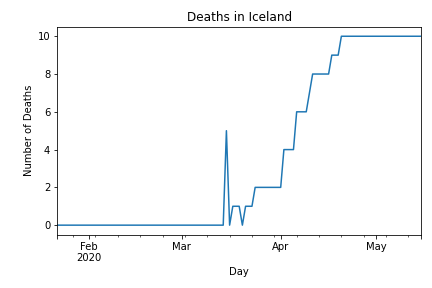 Deaths in Iceland
10
8
6
4
2
0
Number of Deaths
Feb
2020
Mar
Apr
May
Day